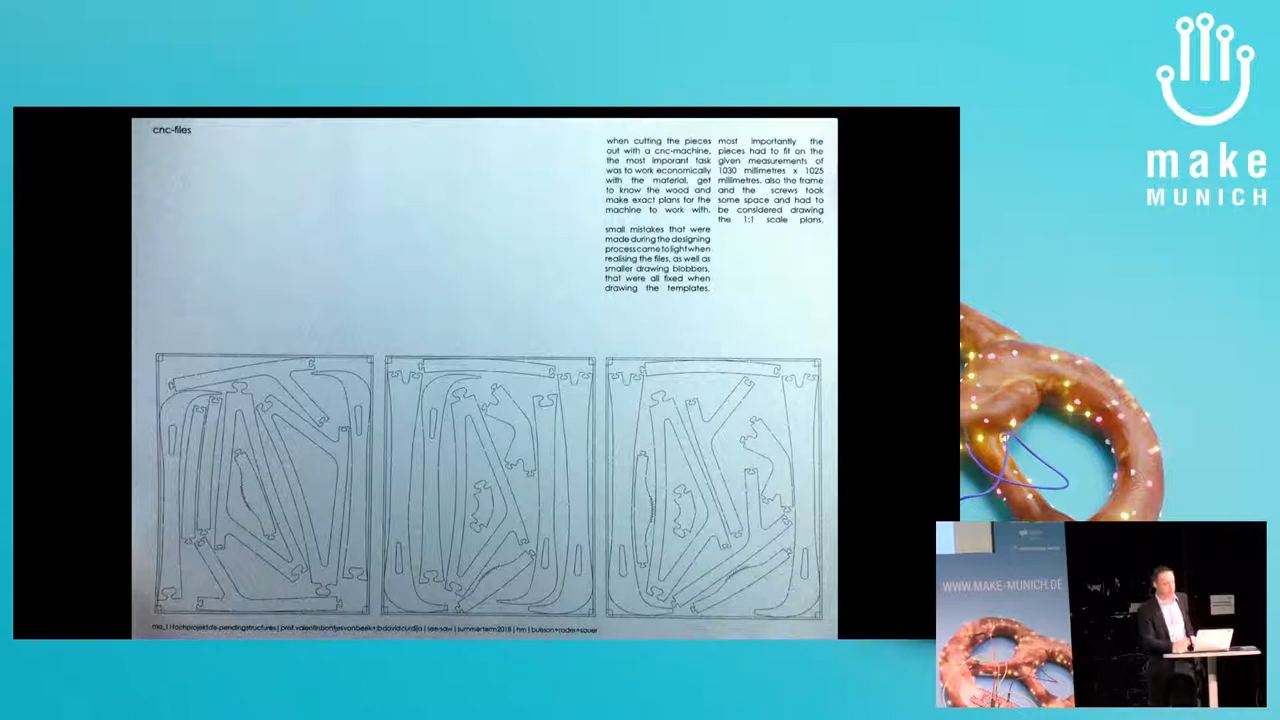 cnc-files
when cutting the pieces
out with a cnc-machine,
the most imporant task
was to work economically
with the material, get
to know the wood and
make exact plans for the
machine to work with.
small mistakes that were
made during the designing
process came to light when
realising the files, as well as
smaller drawing blobbers,
that were all fixed when
drawing the templates.
most importantly the
pieces had to fit on the
given measurements of
1030 millimetres x 1025
millimetres. also the frame
and the screws took
some space and had to
be considered drawing
the 1:1 scale plans.
make
MUNICH
WWW.MAKE-MUNICH.DE